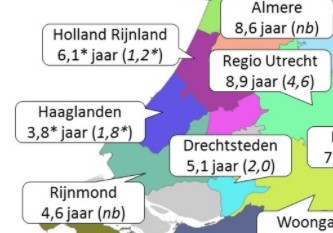 Almere
8,6 jaar (nb)
Holland Rijnland
6,1* jaar (1,2*)
Regio Utrecht
8,9 jaar (4,6)
Haaglanden
3,8* jaar (1,8*)
Drechtsteden
5,1 jaar (2,0)
Rijnmond
4,6 jaar (nb)
7
Woonga